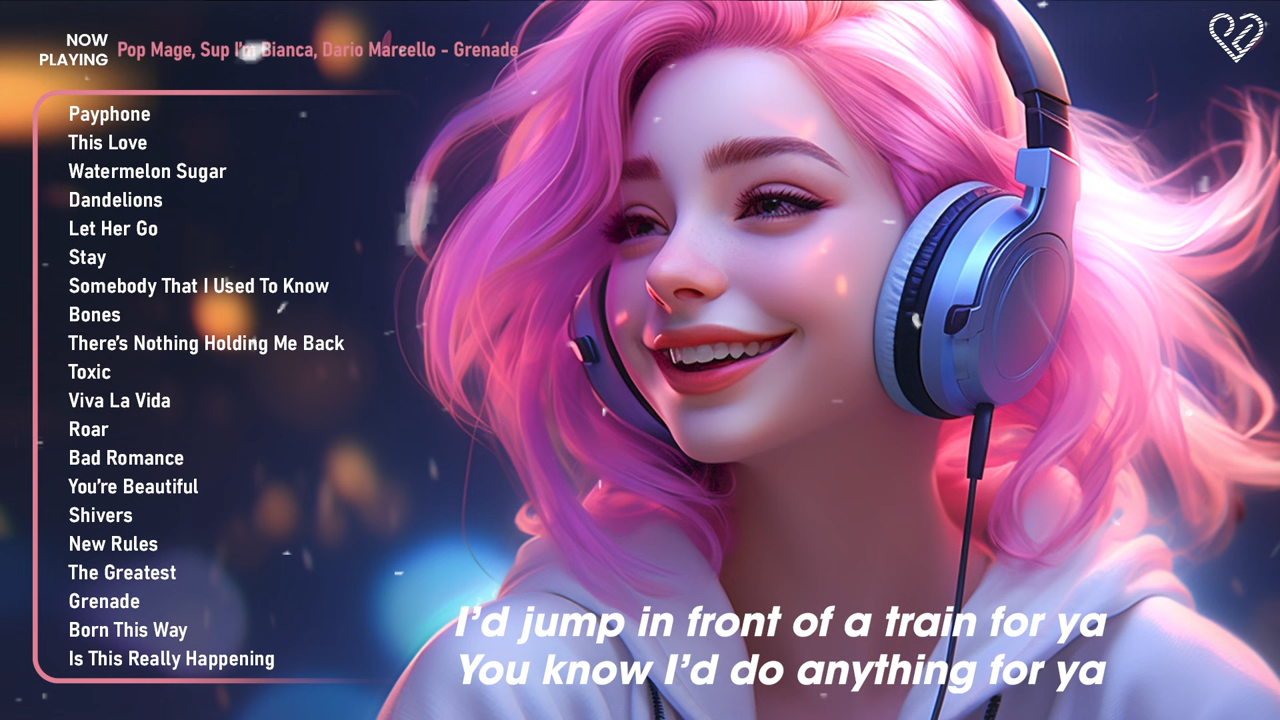 NOW
PLAYING
Pop Mage, Sup I'm Bianca, Dario Marcello - Grenade
Payphone
This Love
Watermelon Sugar
Dandelions
Let Her Go
Stay
Somebody That I Used To Know
Bones
There's Nothing Holding Me Back
Toxic
Viva La Vida
Roar
Bad Romance
You're Beautiful
Shivers
New Rules
The Greatest
Grenade
Born This Way
Is This Really Happening
I'd jump in front of a train for ya
You know I'd do anything for ya